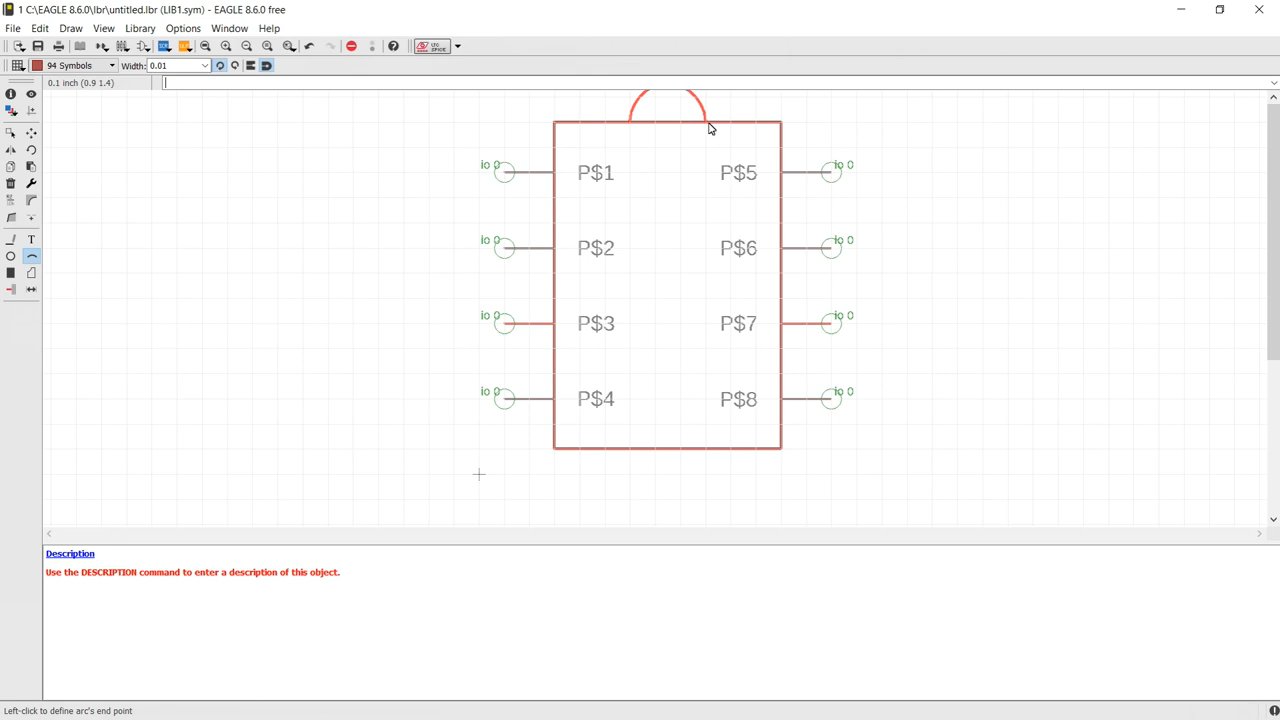 1 C:\EAGLE 8.6.0\lbr\untitled.lbr (LIB1.sym) - EAGLE 8.6.0 free
File Edit Draw View Library Options Window Help
SCR ULP LTC SPICE
94 Symbols Width: 0.01
0.1 inch (0.9 1.4)
io 0 P$1 P$5 io 0
io 0 P$2 P$6 io 0
io 0 P$3 P$7 io 0
io 0 P$4 P$8 io 0
Description
Use the DESCRIPTION command to enter a description of this object.
Left-click to define arc's end point